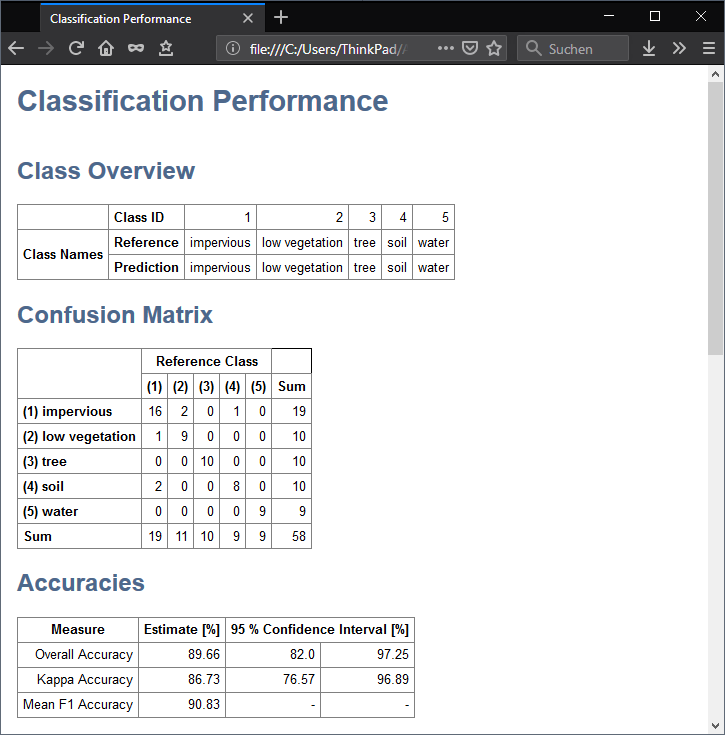 Classification Performance
file:///C:/Users/ThinkPad/
Suchen
Classification Performance
Class Overview
Class ID 1 2 3 4 5
Class Names
Reference impervious low vegetation tree soil water
Prediction impervious low vegetation tree soil water
Confusion Matrix
Reference Class
(1) (2) (3) (4) (5) Sum
(1) impervious 16 2 0 1 0 19
(2) low vegetation 1 9 0 0 0 10
(3) tree 0 0 10 0 0 10
(4) soil 2 0 0 8 0 10
(5) water 0 0 0 0 9 9
Sum 19 11 10 9 9 58
Accuracies
Measure Estimate [%] 95 % Confidence Interval [%]
Overall Accuracy 89.66 82.0 97.25
Kappa Accuracy 86.73 76.57 96.89
Mean F1 Accuracy 90.83 - -